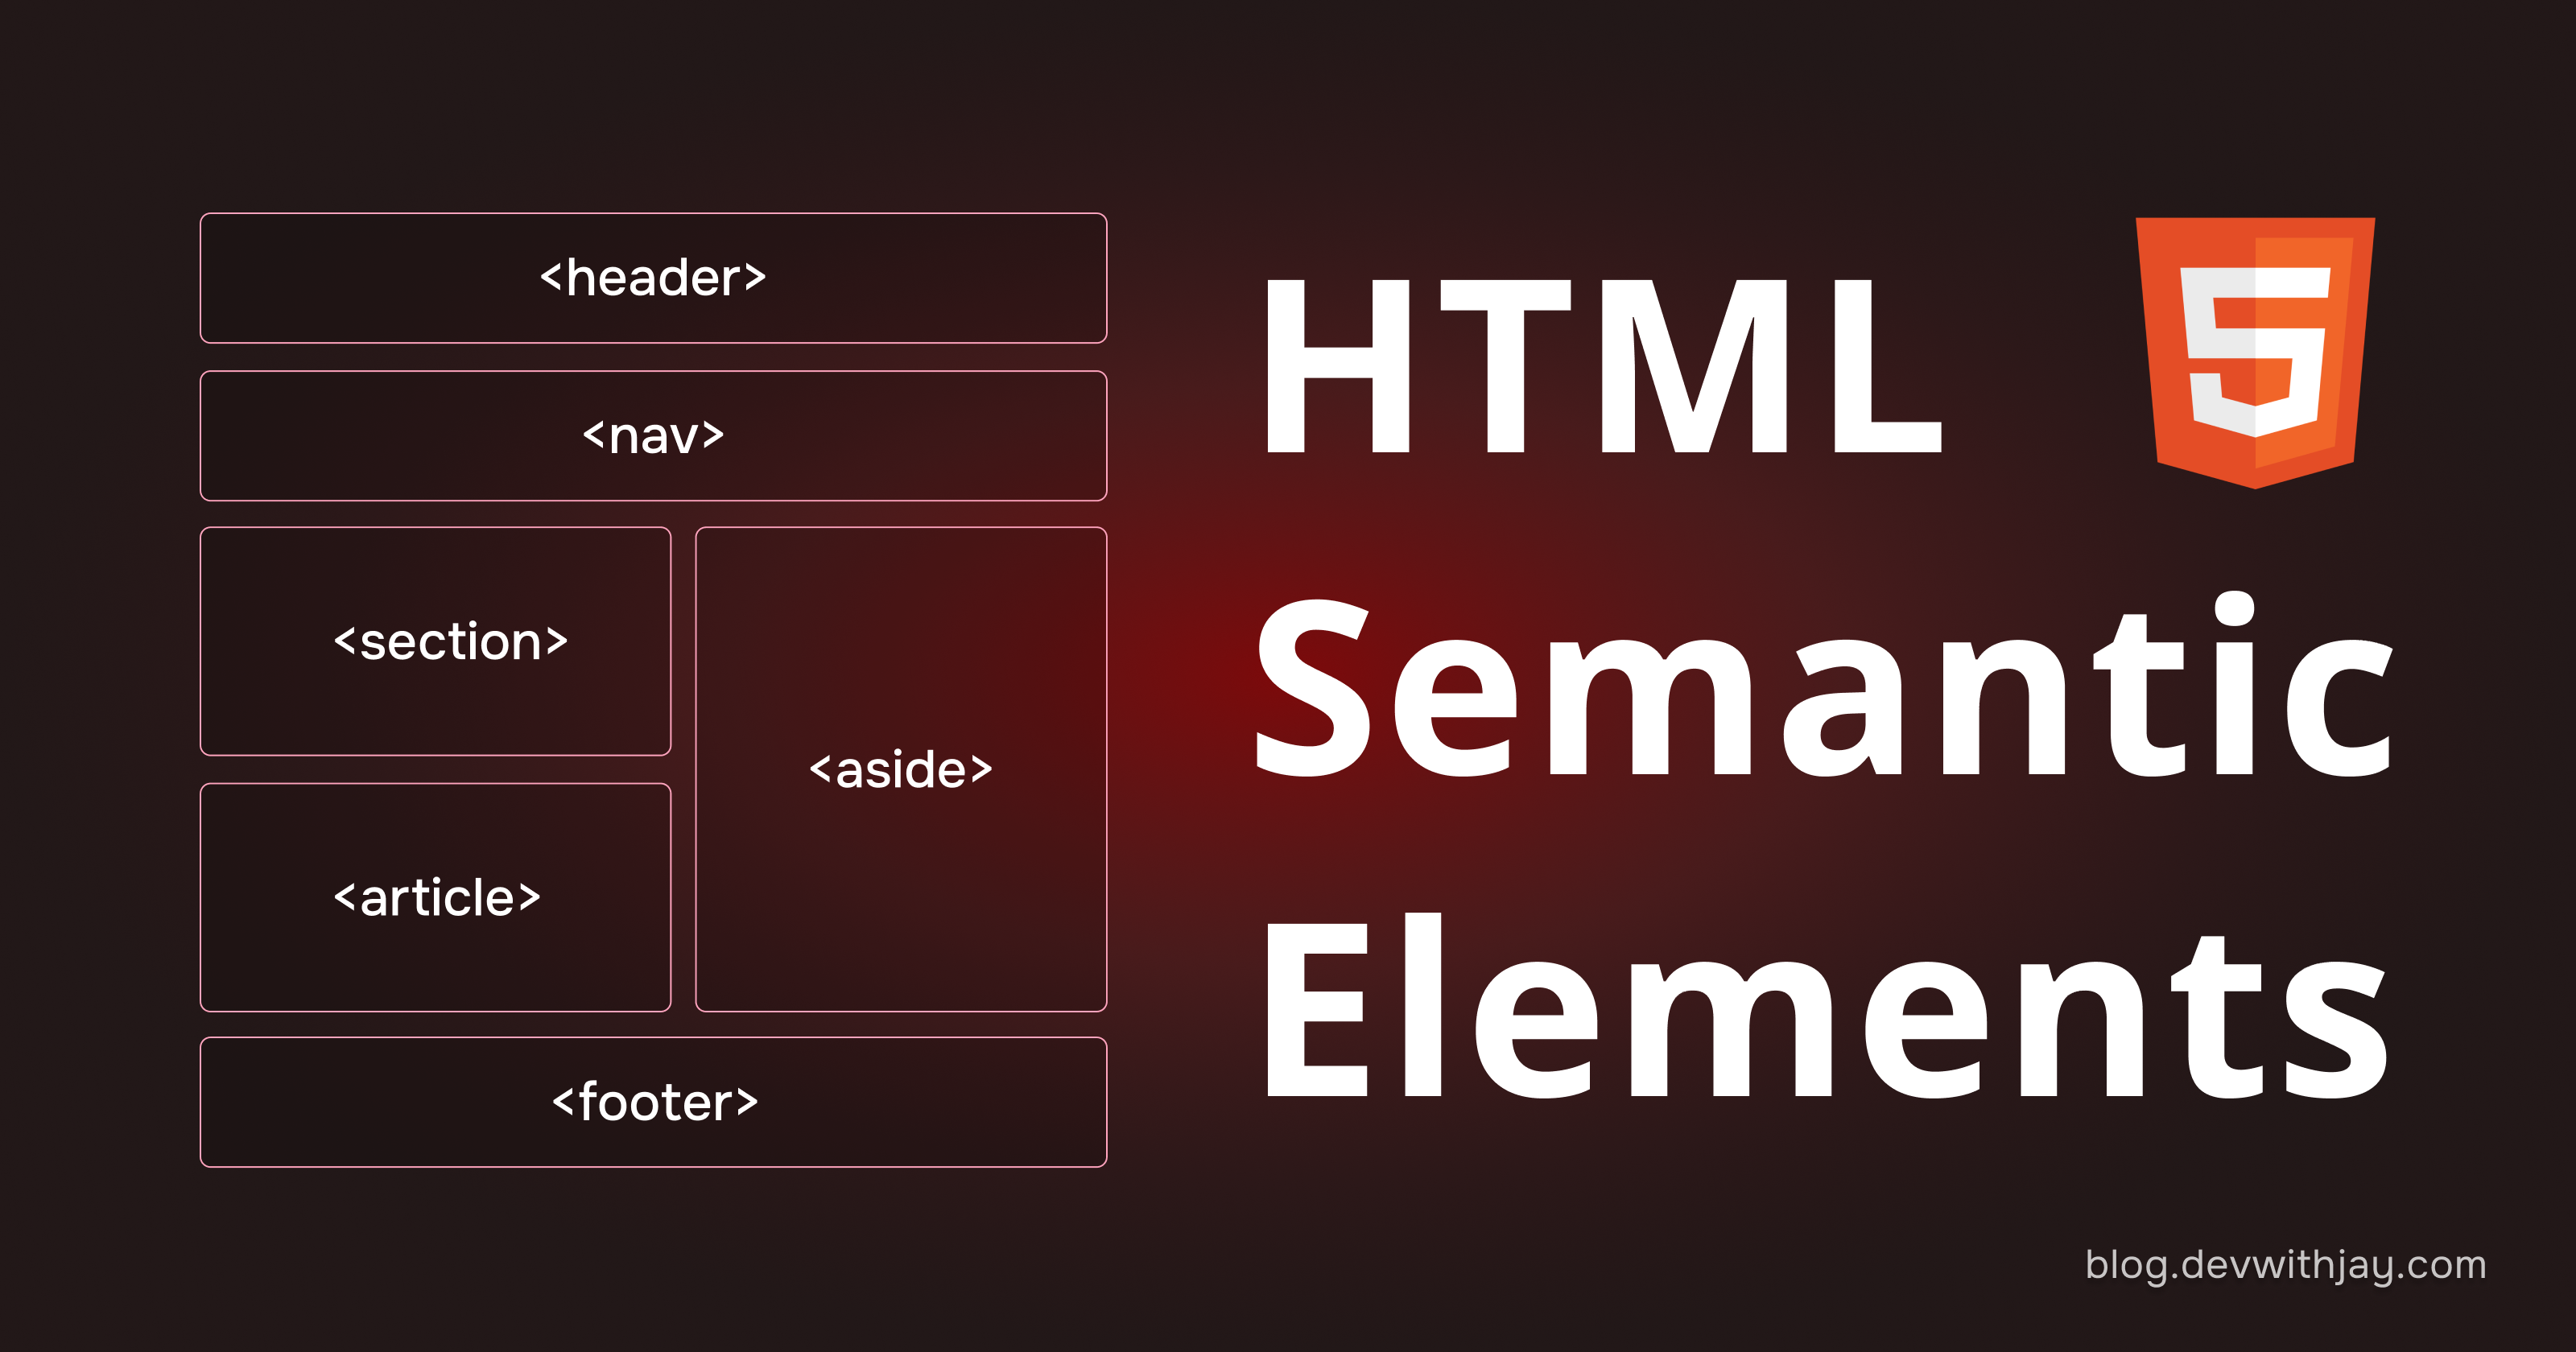 <header>
<nav>
<section>
<aside>
<article>
<footer>
HTML
Semantic
Elements
blog.devwithjay.com